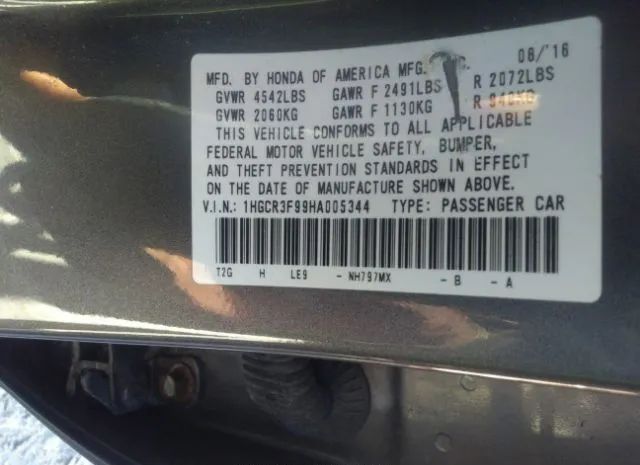 MFD. BY HONDA OF AMERICA MFG. 08/'16
GVWR 4542LBS GAWR F 2491LBS R 2072LBS
GVWR 2060KG GAWR F 1130KG R 940KG
THIS VEHICLE CONFORMS TO ALL APPLICABLE
FEDERAL MOTOR VEHICLE SAFETY, BUMPER,
AND THEFT PREVENTION STANDARDS IN EFFECT
ON THE DATE OF MANUFACTURE SHOWN ABOVE.
V.I.N.: 1HGCR3F99HA005344 TYPE: PASSENGER CAR
T2G H LE9 - NH797MX - B - A